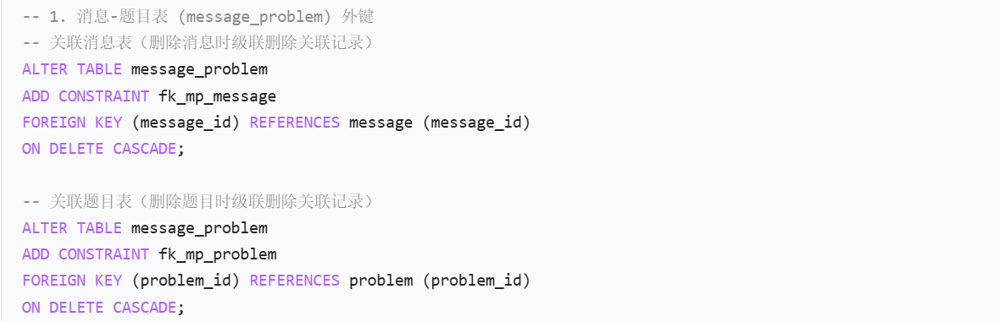 -- 1. 消息-题目表 (message_problem) 外键
-- 关联消息表（删除消息时级联删除关联记录）
ALTER TABLE message_problem
ADD CONSTRAINT fk_mp_message
FOREIGN KEY (message_id) REFERENCES message (message_id)
ON DELETE CASCADE;
-- 关联题目表（删除题目时级联删除关联记录）
ALTER TABLE message_problem
ADD CONSTRAINT fk_mp_problem
FOREIGN KEY (problem_id) REFERENCES problem (problem_id)
ON DELETE CASCADE;